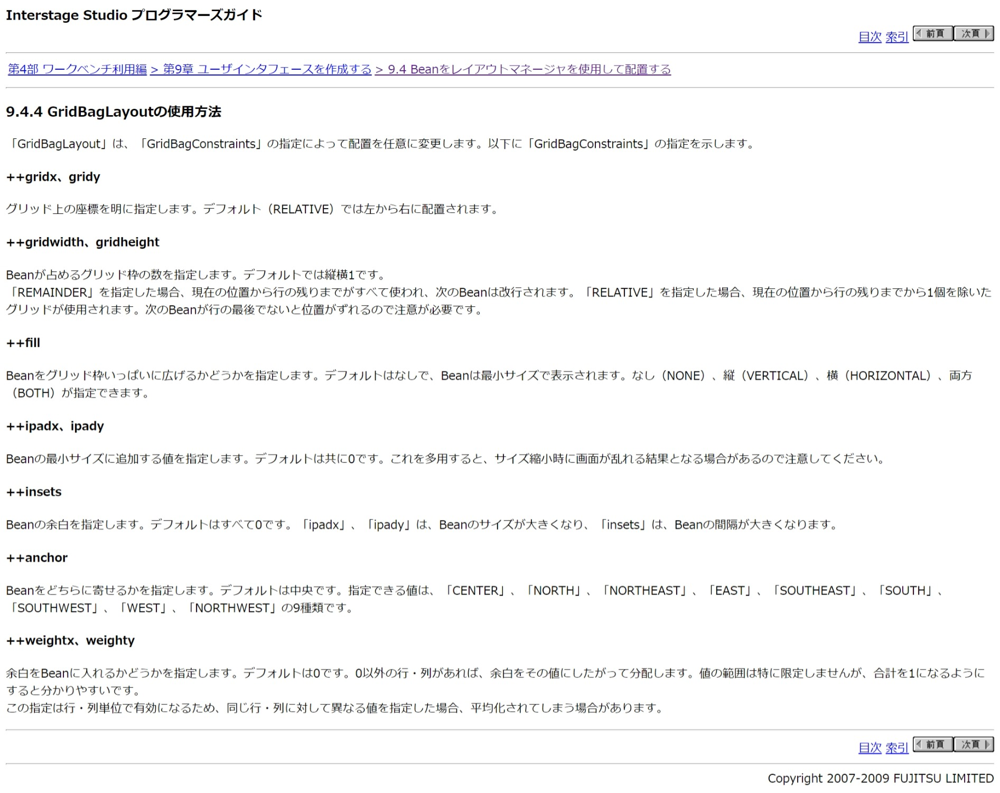 Interstage Studio プログラマーズガイド
目次 索引 前頁 次頁
第4部 ワークベンチ利用編 > 第9章 ユーザインタフェースを作成する > 9.4 Beanをレイアウトマネージャを使用して配置する
9.4.4 GridBagLayoutの使用方法
「GridBagLayout」は、「GridBagConstraints」の指定によって配置を任意に変更します。以下に「GridBagConstraints」の指定を示します。
++gridx、gridy
グリッド上の座標を明に指定します。デフォルト（RELATIVE）では左から右に配置されます。
++gridwidth、gridheight
Beanが占めるグリッド枠の数を指定します。デフォルトでは縦横1です。
「REMAINDER」を指定した場合、現在の位置から行の残りまでがすべて使われ、次のBeanは改行されます。「RELATIVE」を指定した場合、現在の位置から行の残りまでから1個を除いた
グリッドが使用されます。次のBeanが行の最後でないと位置がずれるので注意が必要です。
++fill
Beanをグリッド枠いっぱいに広げるかどうかを指定します。デフォルトはなしで、Beanは最小サイズで表示されます。なし（NONE）、縦（VERTICAL）、横（HORIZONTAL）、両方
（BOTH）が指定できます。
++ipadx、ipady
Beanの最小サイズに追加する値を指定します。デフォルトは共に0です。これを多用すると、サイズ縮小時に画面が乱れる結果となる場合があるので注意してください。
++insets
Beanの余白を指定します。デフォルトはすべて0です。「ipadx」、「ipady」は、Beanのサイズが大きくなり、「insets」は、Beanの間隔が大きくなります。
++anchor
Beanをどちらに寄せるかを指定します。デフォルトは中央です。指定できる値は、「CENTER」、「NORTH」、「NORTHEAST」、「EAST」、「SOUTHEAST」、「SOUTH」、
「SOUTHWEST」、「WEST」、「NORTHWEST」の9種類です。
++weightx、weighty
余白をBeanに入れるかどうかを指定します。デフォルトは0です。0以外の行・列があれば、余白をその値にしたがって分配します。値の範囲は特に限定しませんが、合計を1になるように
すると分かりやすいです。
この指定は行・列単位で有効になるため、同じ行・列に対して異なる値を指定した場合、平均化されてしまう場合があります。
目次 索引 前頁 次頁
Copyright 2007-2009 FUJITSU LIMITED